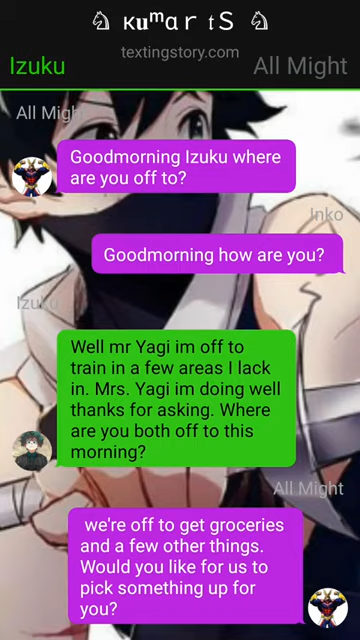 ♘ ĸuᵐαr tS ♘
textingstory.com
Izuku
All Might
All Might
Goodmorning Izuku where
are you off to?
Inko
Goodmorning how are you?
Izuku
Well mr Yagi im off to
train in a few areas I lack
in. Mrs. Yagi im doing well
thanks for asking. Where
are you both off to this
morning?
All Might
we're off to get groceries
and a few other things.
Would you like for us to
pick something up for
you?